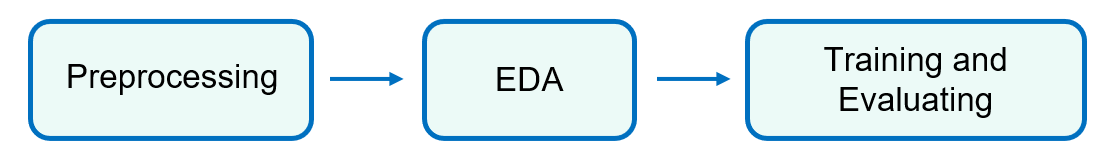 Preprocessing
EDA
Training and
Evaluating